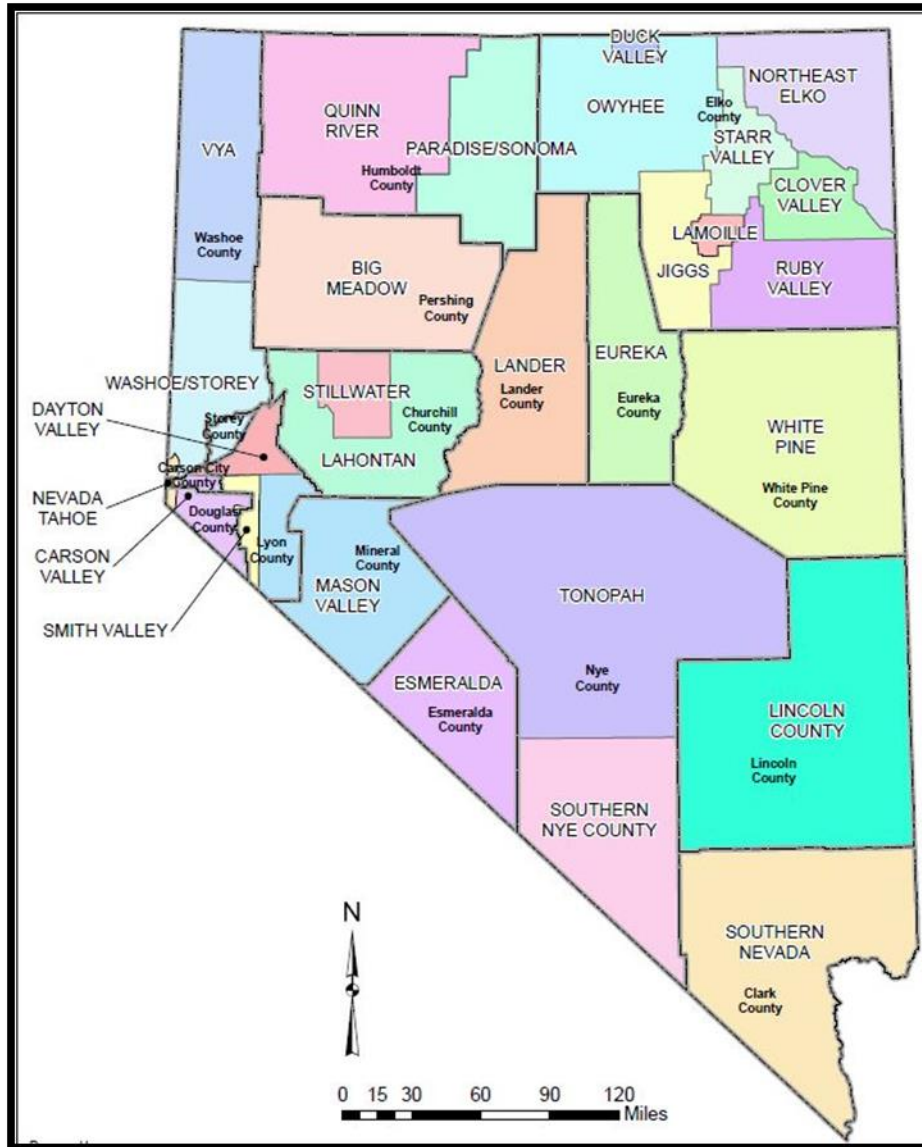 DUCK
VALLEY
NORTHEAST
ELKO
OWYHEE
Elko
County
STARR
VALLEY
QUINN
RIVER
PARADISE/SONOMA
VYA
Humboldt
County
CLOVER
VALLEY
LAMOILLE
Washoe
County
JIGGS
RUBY
VALLEY
BIG
MEADOW
Pershing
County
WASHOE/STOREY
STILLWATER
LANDER
Lander
County
EUREKA
Eureka
County
DAYTON
VALLEY
Storey
County
Churchill
County
LAHONTAN
WHITE
PINE
White Pine
County
Carson City
County
NEVADA
TAHOE
Douglas
County
CARSON
VALLEY
Lyon
County
Mineral
County
MASON
VALLEY
SMITH VALLEY
TONOPAH
Nye
County
ESMERALDA
Esmeralda
County
LINCOLN
COUNTY
Lincoln
County
SOUTHERN
NYE COUNTY
SOUTHERN
NEVADA
Clark
County
N
0 15 30 60 90 120
Miles